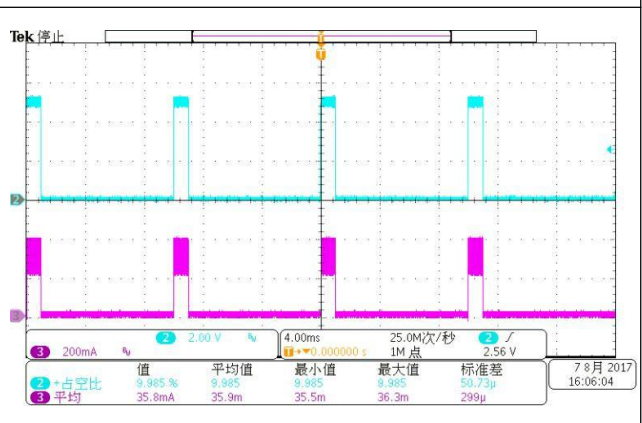 Tek 停止
T
T
2
3
2 2.00 V 4.00ms 25.0M次/秒 2
3 200mA T→▼0.000000 s 1M 点 2.56 V
值 平均值 最小值 最大值 标准差
2 +占空比 9.985 % 9.985 9.985 9.985 50.73μ
3 平均 35.8mA 35.9m 35.5m 36.3m 299μ
7 8月 2017
16:06:04